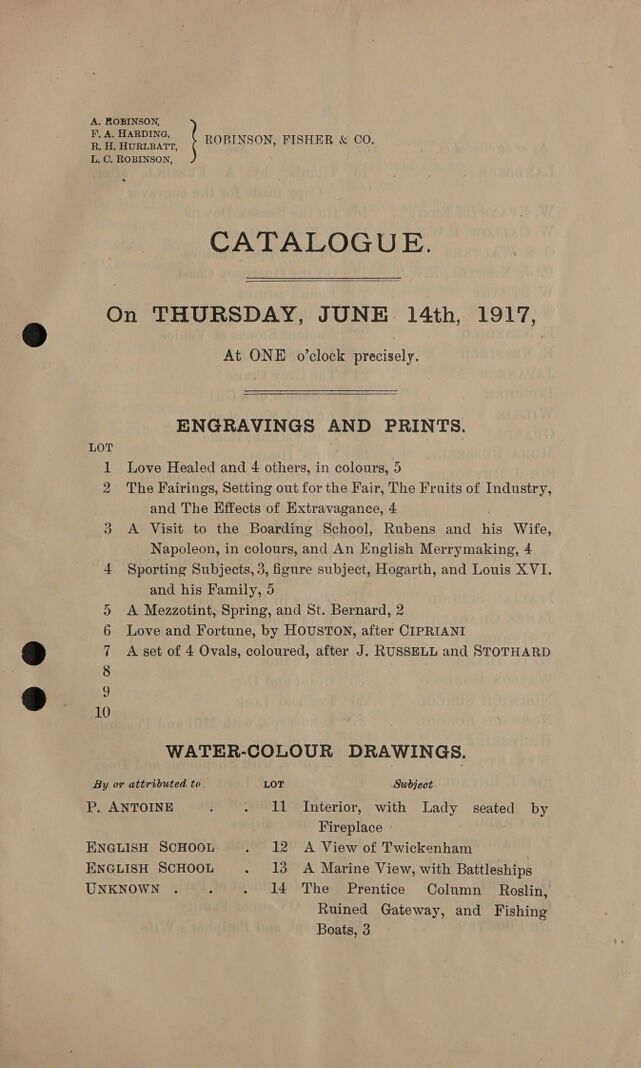 A. ROBINSON,
F. A. HARDING,
R. H. HURLBATT,
L. C. ROBINSON,
ROBINSON, FISHER & CO.
CATALOGUE.
On THURSDAY, JUNE 14th, 1917,
At ONE o'clock precisely.
ENGRAVINGS AND PRINTS.
LOT
1 Love Healed and 4 others, in colours, 5
2 The Fairings, Setting out for the Fair, The Fruits of Industry,
and The Effects of Extravagance, 4
3 A Visit to the Boarding School, Rubens and his Wife,
Napoleon, in colours, and An English Merrymaking, 4
4 Sporting Subjects, 3, figure subject, Hogarth, and Louis XVI.
and his Family, 5
5 A Mezzotint, Spring, and St. Bernard, 2
6 Love and Fortune, by HOUSTON, after CIPRIANI
7 A set of 4 Ovals, coloured, after J. RUSSELL and STOTHARD
8
9
10
WATER-COLOUR DRAWINGS.
By or attributed to LOT Subject.
P. ANTOINE . . 11 Interior, with Lady seated by
Fireplace
ENGLISH SCHOOL . 12 A View of Twickenham
ENGLISH SCHOOL . 13 A Marine View, with Battleships
UNKNOWN . . . 14 The Prentice Column Roslin,
Ruined Gateway, and Fishing
Boats, 3